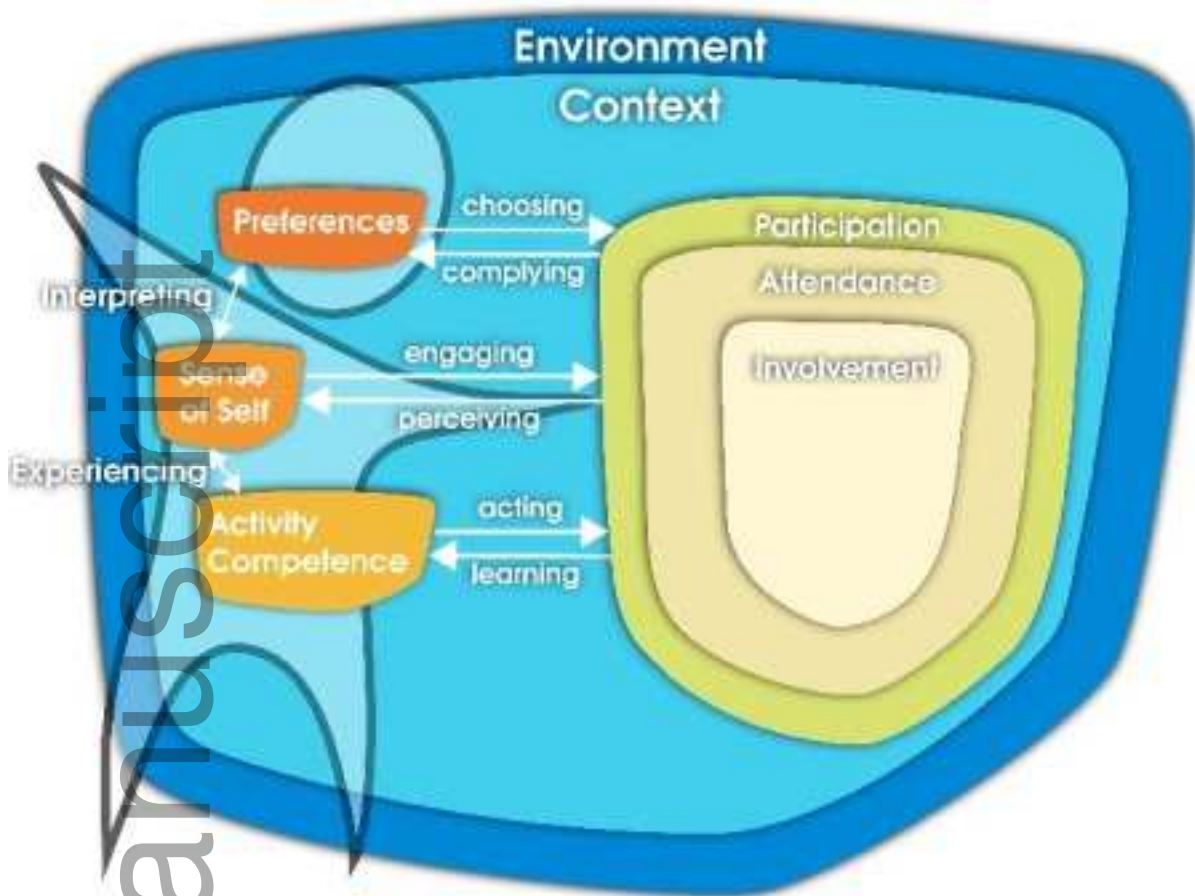 Environment
Context
Preferences
choosing
complying
Participation
Attendance
Involvement
Interpreting
Sense
of Self
engaging
perceiving
Experiencing
Activity
Competence
acting
learning
anuscript